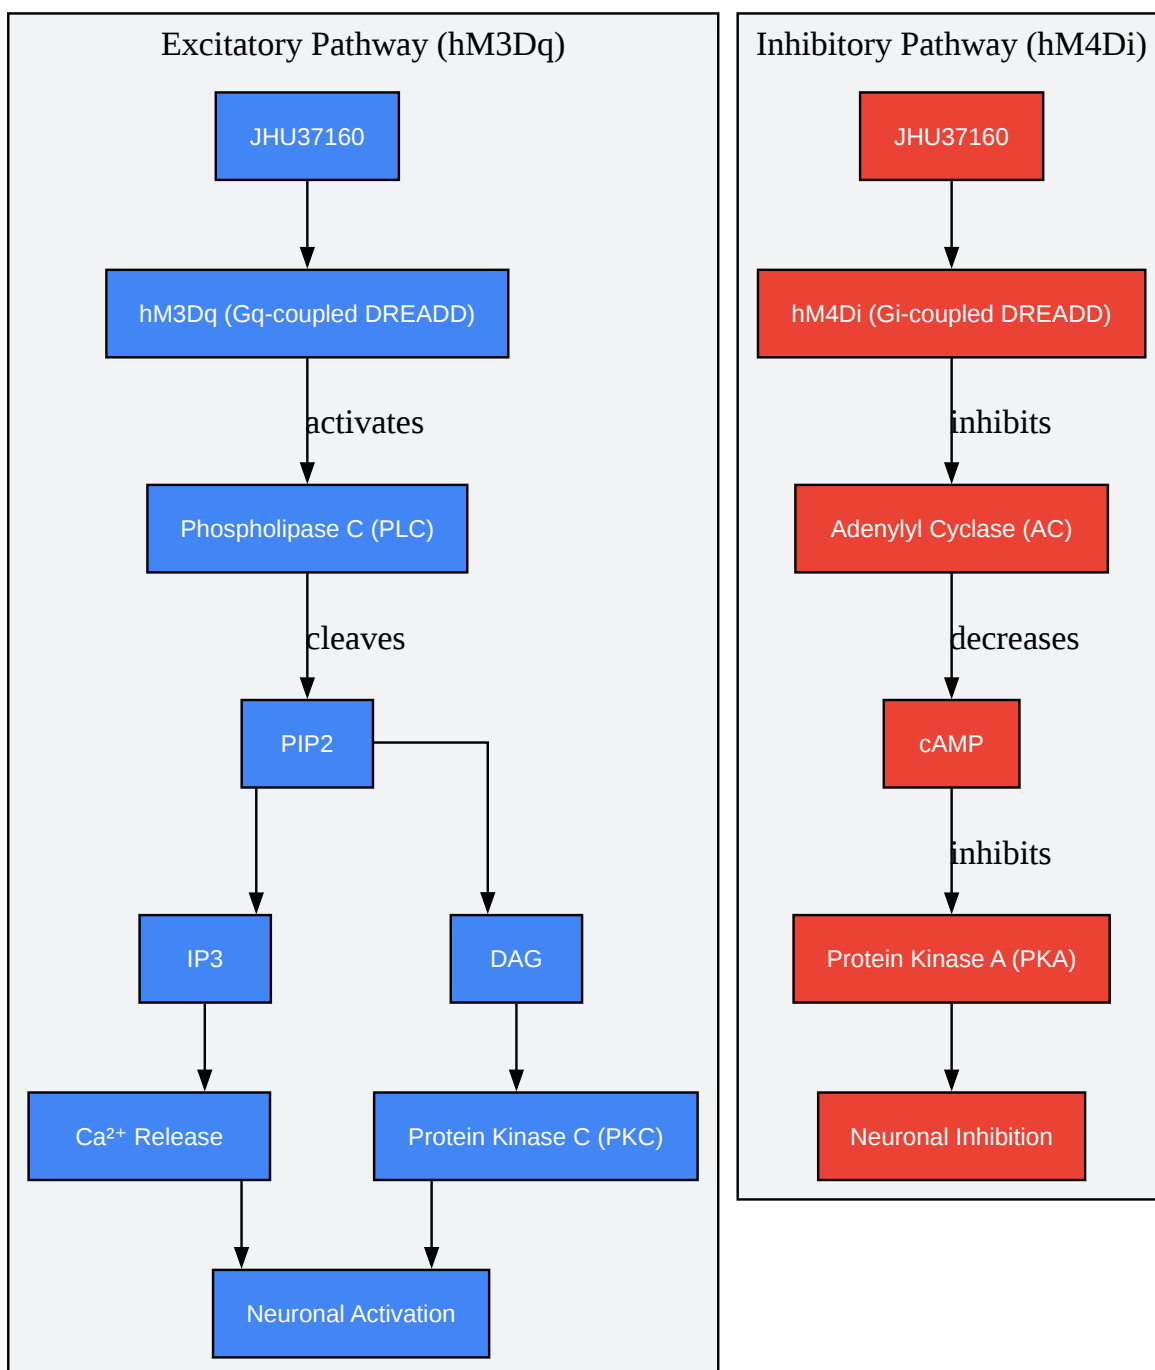 Excitatory Pathway (hM3Dq)
JHU37160
hM3Dq (Gq-coupled DREADD)
activates
Phospholipase C (PLC)
cleaves
PIP2
IP3
DAG
Ca²⁺ Release
Protein Kinase C (PKC)
Neuronal Activation
Inhibitory Pathway (hM4Di)
JHU37160
hM4Di (Gi-coupled DREADD)
inhibits
Adenylyl Cyclase (AC)
decreases
cAMP
inhibits
Protein Kinase A (PKA)
Neuronal Inhibition